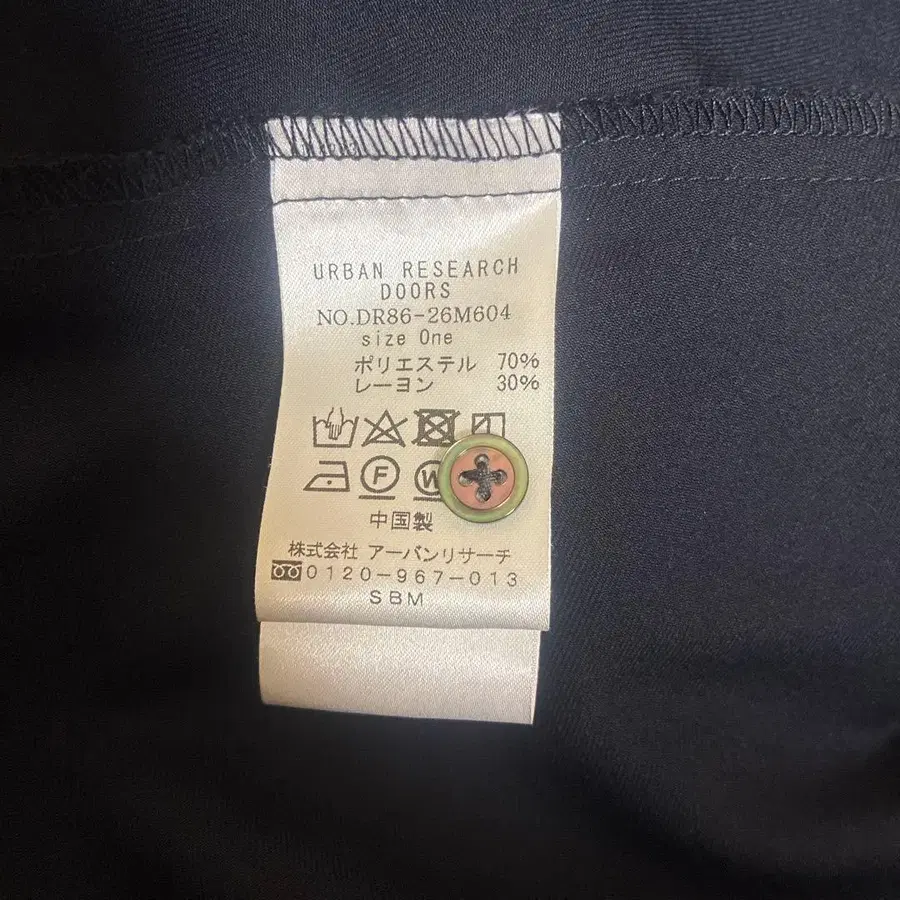 URBAN RESEARCH
DOORS
NO.DR86-26M604
size One
ポリエステル 70%
レーヨン 30%
F W
中国製
株式会社 アーバンリサーチ
0120-967-013
SBM